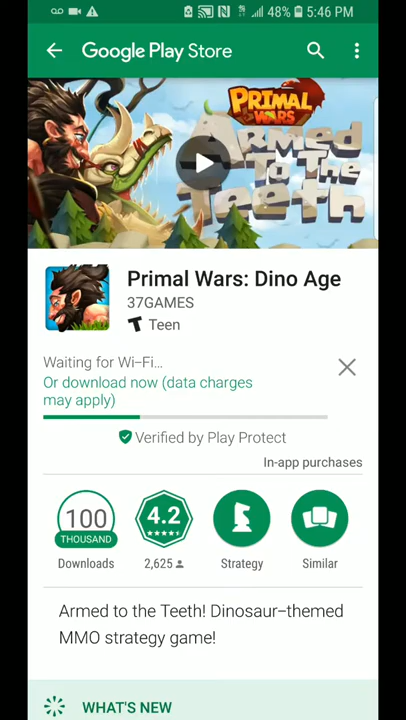 48% 5:46 PM
Google Play Store
PRIMAL
WARS
ARMED
To The
Teeth
Primal Wars: Dino Age
37GAMES
T Teen
Waiting for Wi-Fi...
Or download now (data charges
may apply)
Verified by Play Protect
In-app purchases
100 4.2
THOUSAND
Downloads 2,625 Strategy Similar
Armed to the Teeth! Dinosaur-themed
MMO strategy game!
WHAT'S NEW